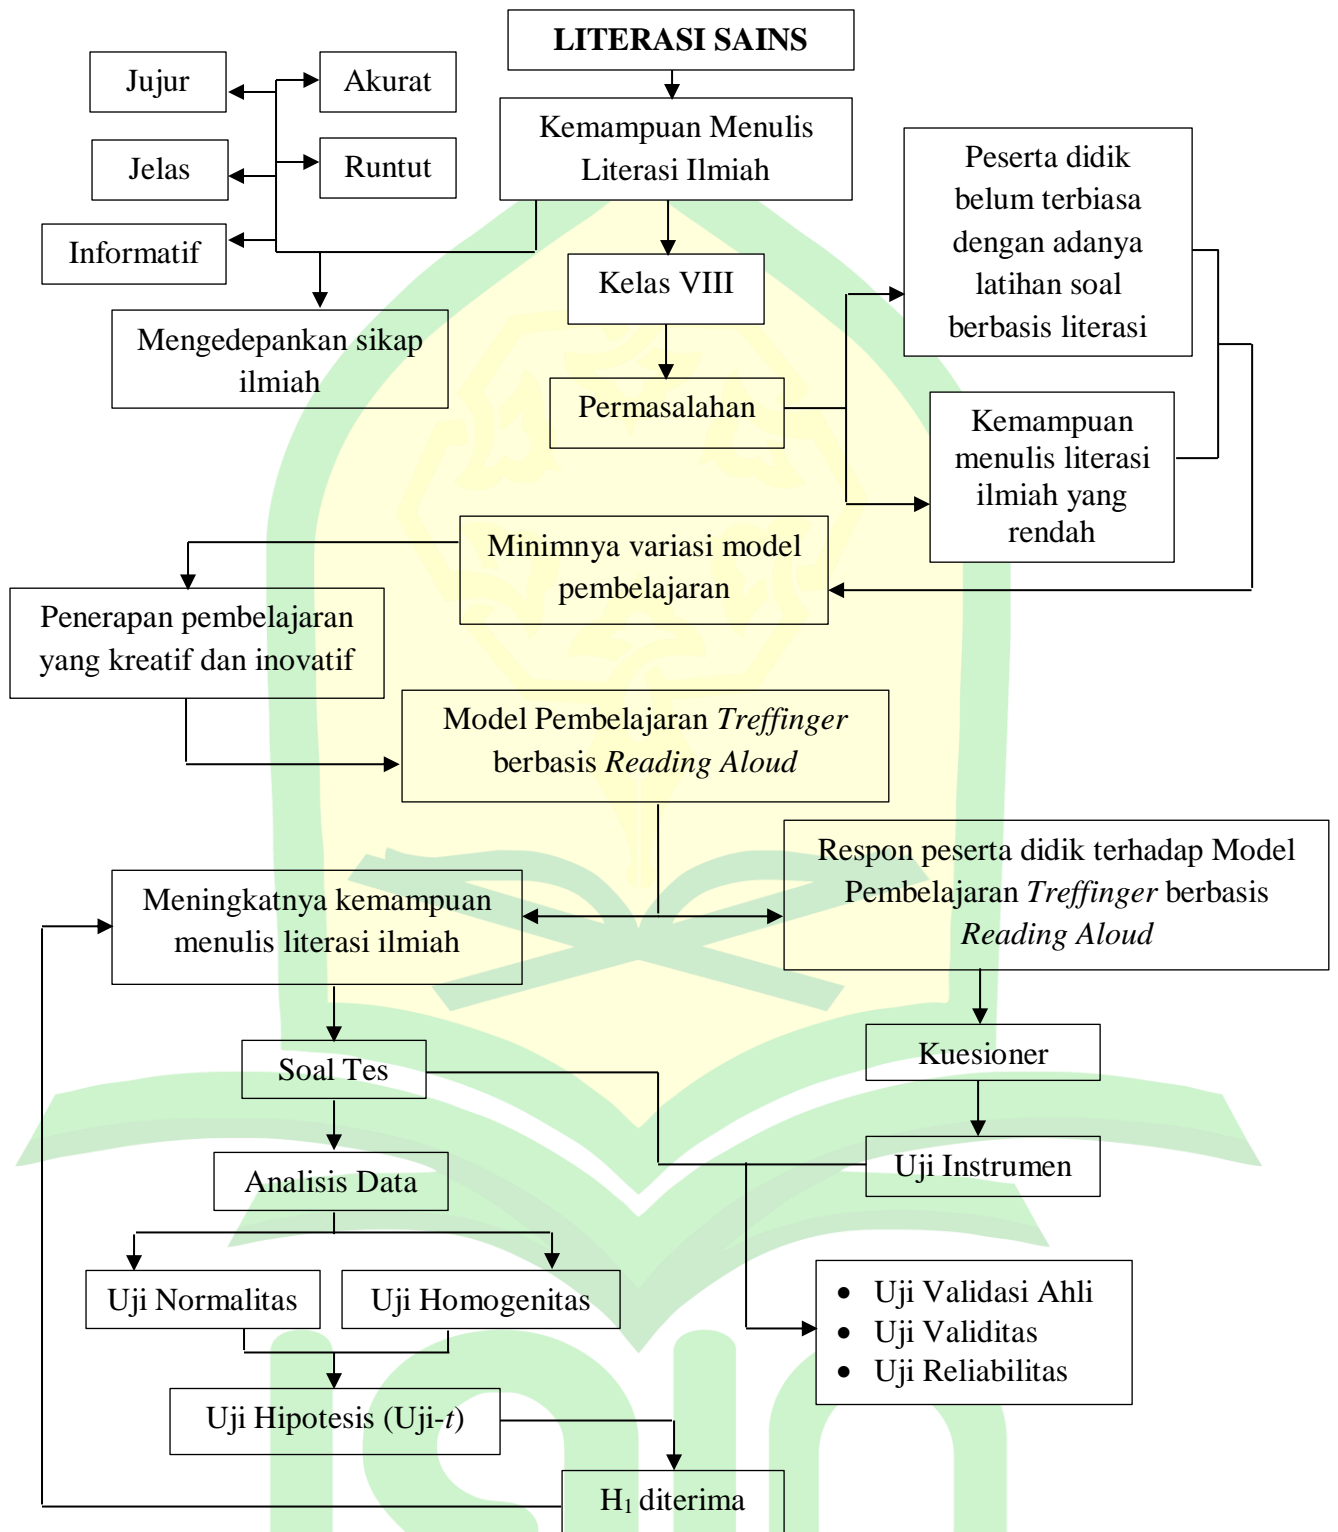 LITERASI SAINS
Jujur
Akurat
Kemampuan Menulis
Literasi Ilmiah
Jelas
Runtut
Peserta didik
belum terbiasa
dengan adanya
latihan soal
berbasis literasi
Informatif
Kelas VIII
Mengedepankan sikap
ilmiah
Permasalahan
Kemampuan
menulis literasi
ilmiah yang
rendah
Minimnya variasi model
pembelajaran
Penerapan pembelajaran
yang kreatif dan inovatif
Model Pembelajaran Treffinger
berbasis Reading Aloud
Respon peserta didik terhadap Model
Pembelajaran Treffinger berbasis
Reading Aloud
Meningkatnya kemampuan
menulis literasi ilmiah
Soal Tes
Kuesioner
Analisis Data
Uji Instrumen
Uji Normalitas
Uji Homogenitas
• Uji Validasi Ahli
• Uji Validitas
• Uji Reliabilitas
Uji Hipotesis (Uji-t)
H₁ diterima